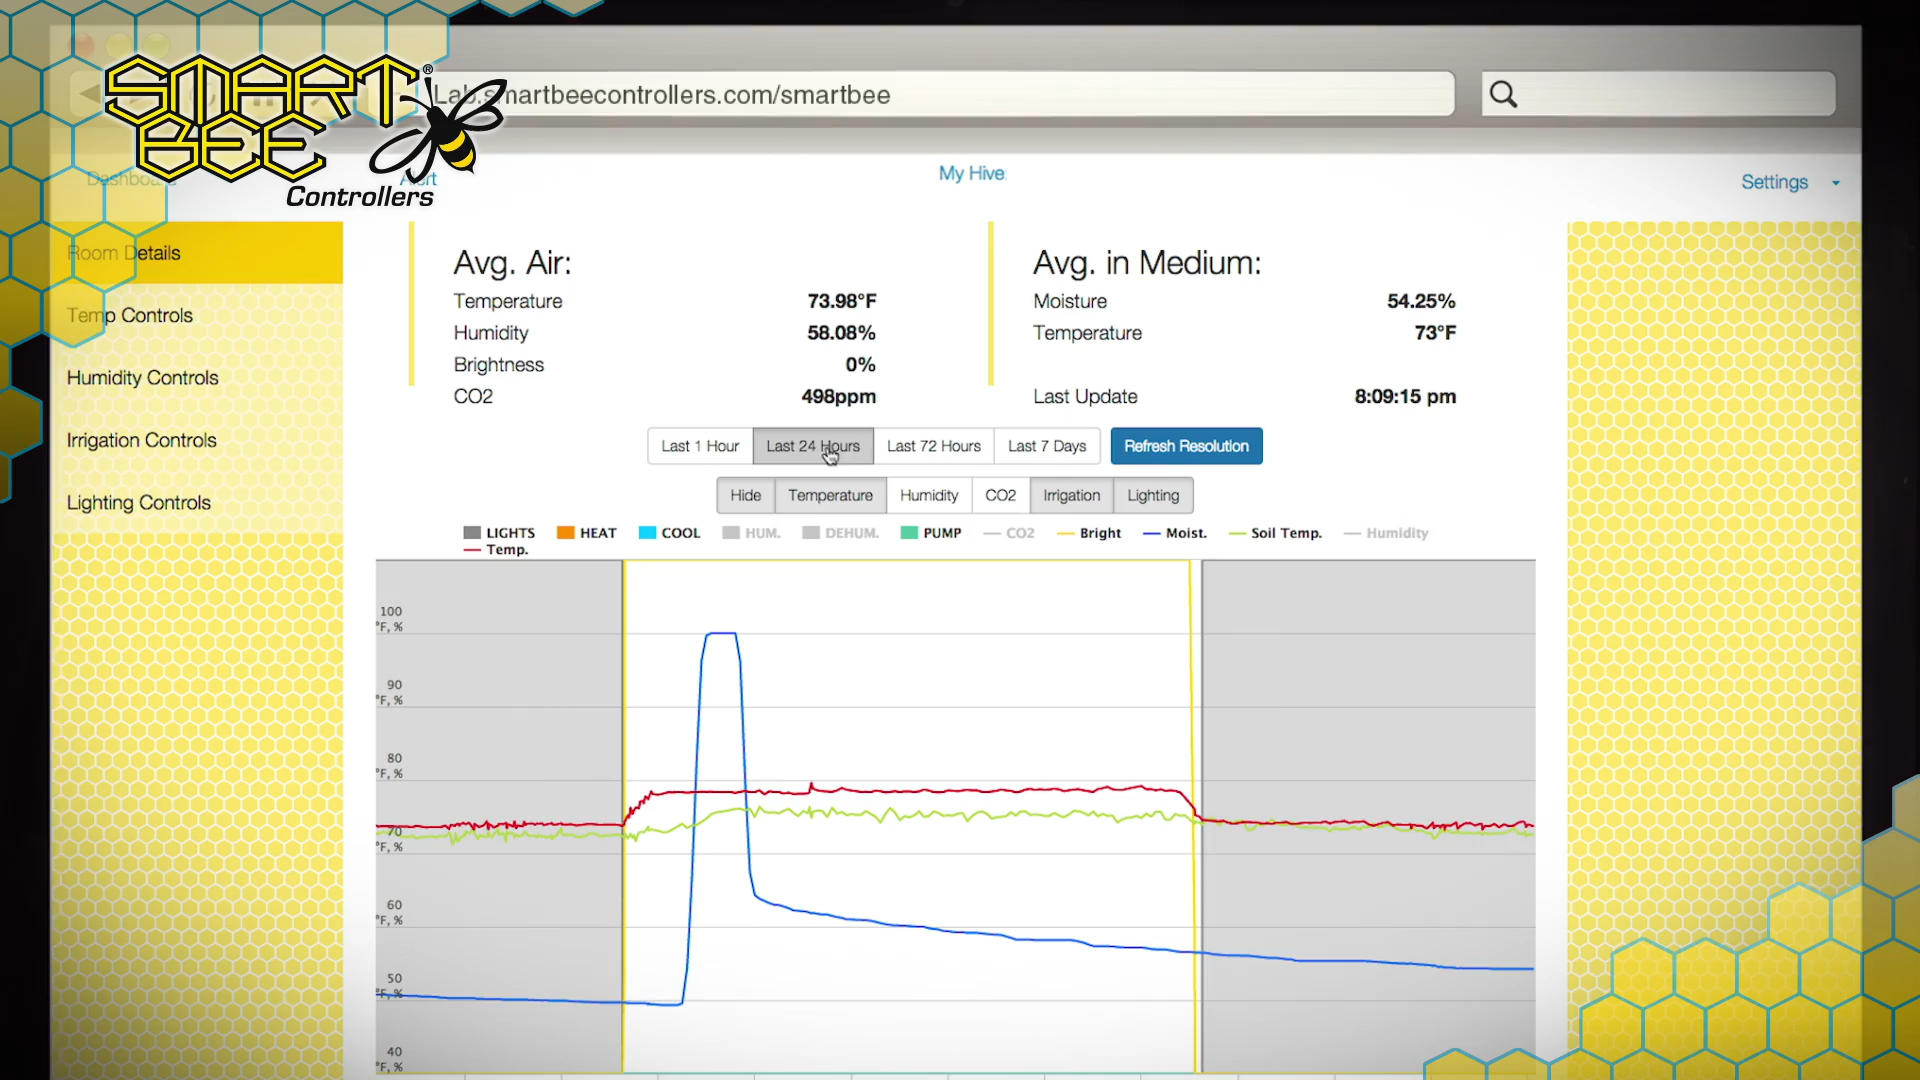 SMART
BEE®
Controllers
Lab.smartbeecontrollers.com/smartbee
Dashboard
Alert
My Hive
Settings
Room Details
Temp Controls
Humidity Controls
Irrigation Controls
Lighting Controls
Avg. Air:
Temperature 73.98°F
Humidity 58.08%
Brightness 0%
CO2 498ppm
Avg. in Medium:
Moisture 54.25%
Temperature 73°F
Last Update 8:09:15 pm
Last 1 Hour Last 24 Hours Last 72 Hours Last 7 Days Refresh Resolution
Hide Temperature Humidity CO2 Irrigation Lighting
LIGHTS HEAT COOL HUM. DEHUM. PUMP CO2 Bright Moist. Soil Temp. Humidity
Temp.
100
°F, %
90
°F, %
80
°F, %
70
°F, %
60
°F, %
50
°F, %
40
°F, %